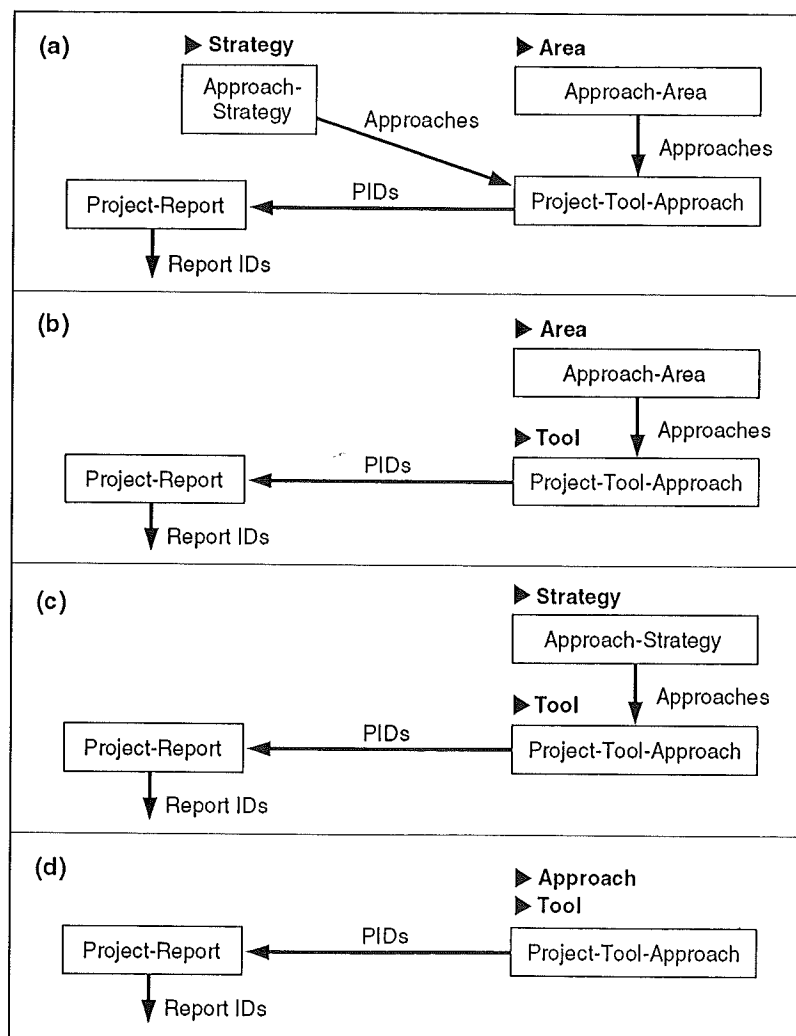 (a)
▶ Strategy
▶ Area
Approach-
Strategy
Approach-Area
Approaches
Approaches
Project-Report
PIDs
Project-Tool-Approach
Report IDs
(b)
▶ Area
Approach-Area
Approaches
▶ Tool
Project-Report
PIDs
Project-Tool-Approach
Report IDs
(c)
▶ Strategy
Approach-Strategy
Approaches
▶ Tool
Project-Report
PIDs
Project-Tool-Approach
Report IDs
(d)
▶ Approach
▶ Tool
Project-Report
PIDs
Project-Tool-Approach
Report IDs